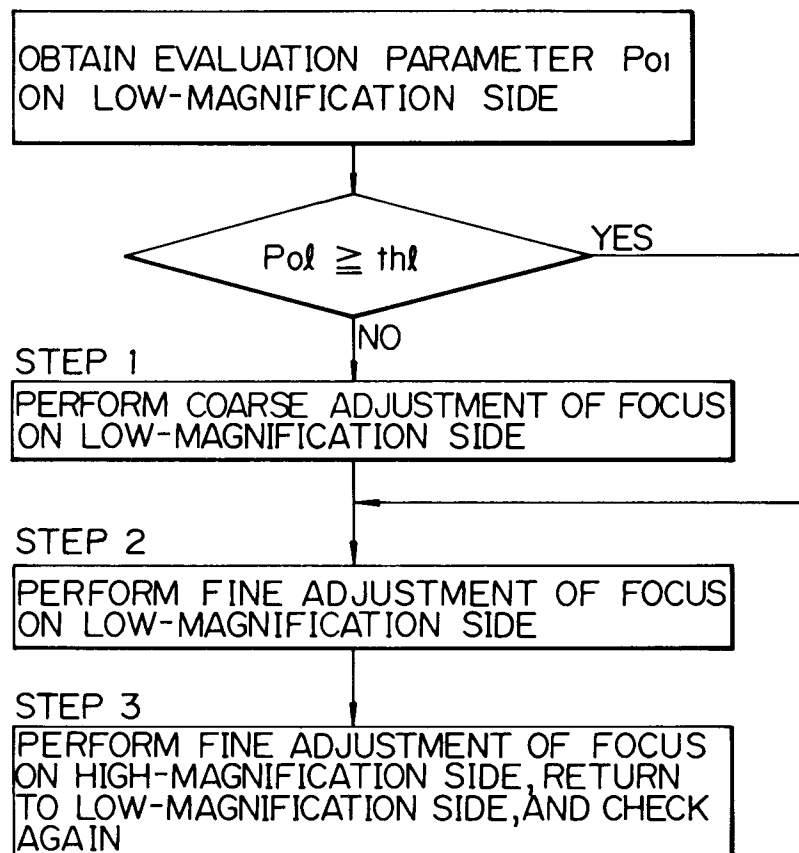 OBTAIN EVALUATION PARAMETER Po1
ON LOW-MAGNIFICATION SIDE
Poℓ ≧ thℓ
YES
NO
STEP 1
PERFORM COARSE ADJUSTMENT OF FOCUS
ON LOW-MAGNIFICATION SIDE
STEP 2
PERFORM FINE ADJUSTMENT OF FOCUS
ON LOW-MAGNIFICATION SIDE
STEP 3
PERFORM FINE ADJUSTMENT OF FOCUS
ON HIGH-MAGNIFICATION SIDE, RETURN
TO LOW-MAGNIFICATION SIDE, AND CHECK
AGAIN